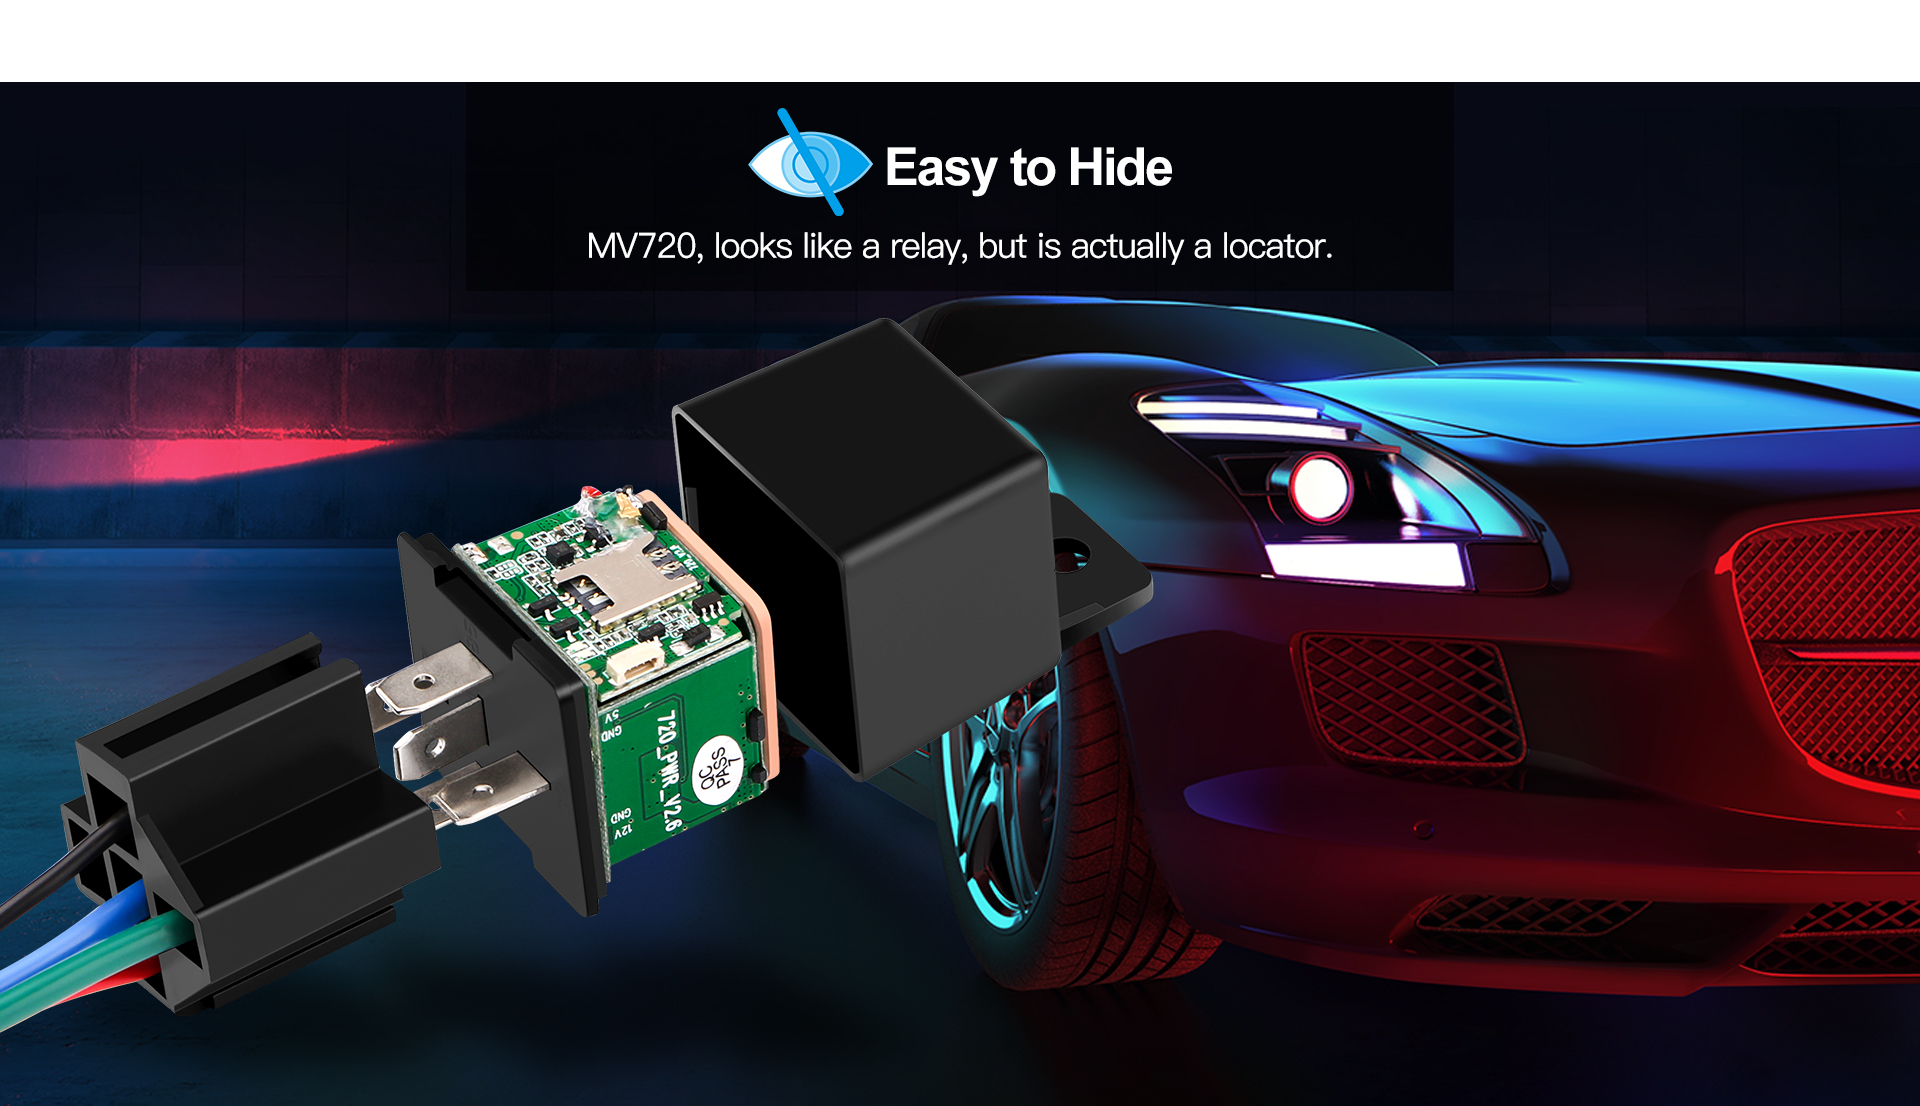 Easy to Hide
MV720, looks like a relay, but is actually a locator.
5V
GND
720_PWR_V2.6
QC
PASS
7
GND
12V